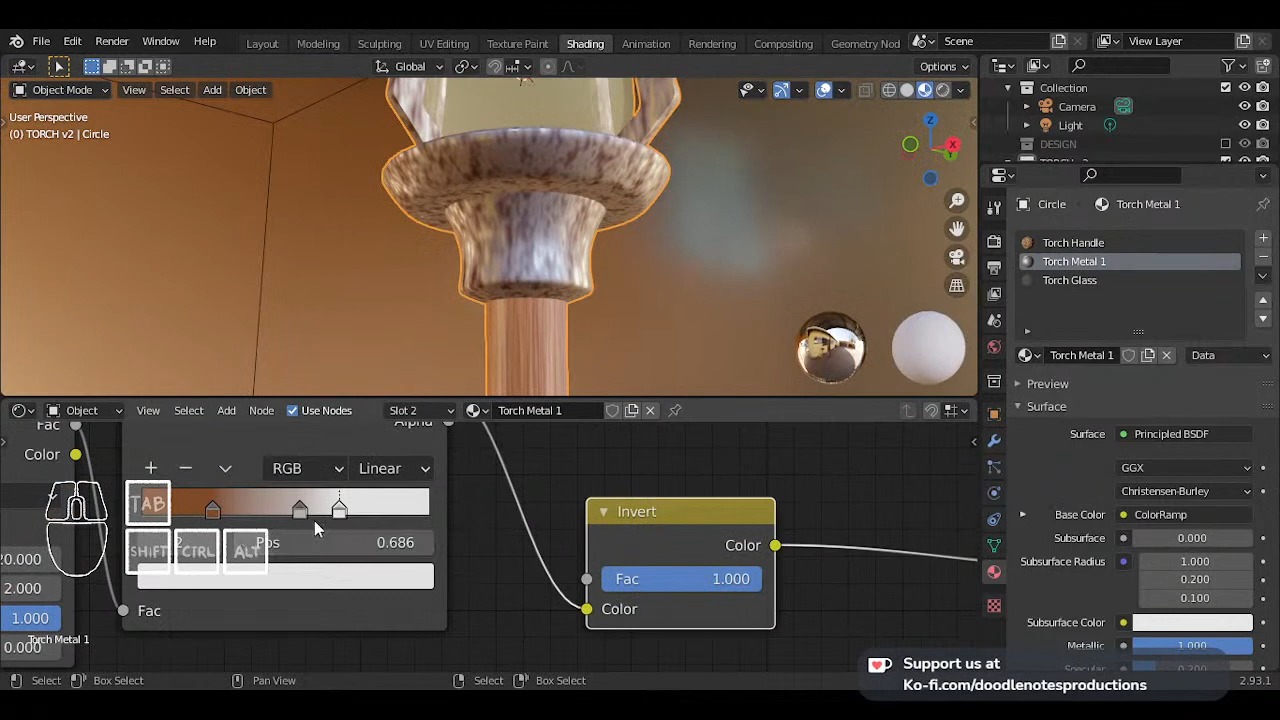 File Edit Render Window Help Layout Modeling Sculpting UV Editing Texture Paint Shading Animation Rendering Compositing Geometry Nod Scene View Layer
Global Options
Object Mode View Select Add Object
User Perspective
(0) TORCH v2 | Circle
Z
X
Y
Collection
Camera
Light
DESIGN
Circle Torch Metal 1
Torch Handle
Torch Metal 1
Torch Glass
Torch Metal 1 Data
Preview
Surface
Surface Principled BSDF
GGX
Christensen-Burley
Base Color ColorRamp
Subsurface 0.000
Subsurface Radius 1.000
0.200
0.100
Subsurface Color
Metallic 1.000
Object View Select Add Node Use Nodes Slot 2 Torch Metal 1
Fac
Color
Alpha
RGB Linear
TAB
SHIFT CTRL ALT
Pos 0.686
20.000
2.000
1.000
0.000
Fac
Torch Metal 1
Invert
Color
Fac 1.000
Color
Support us at
Ko-fi.com/doodlenotesproductions
Select Box Select Pan View Select Box Select 2.93.1